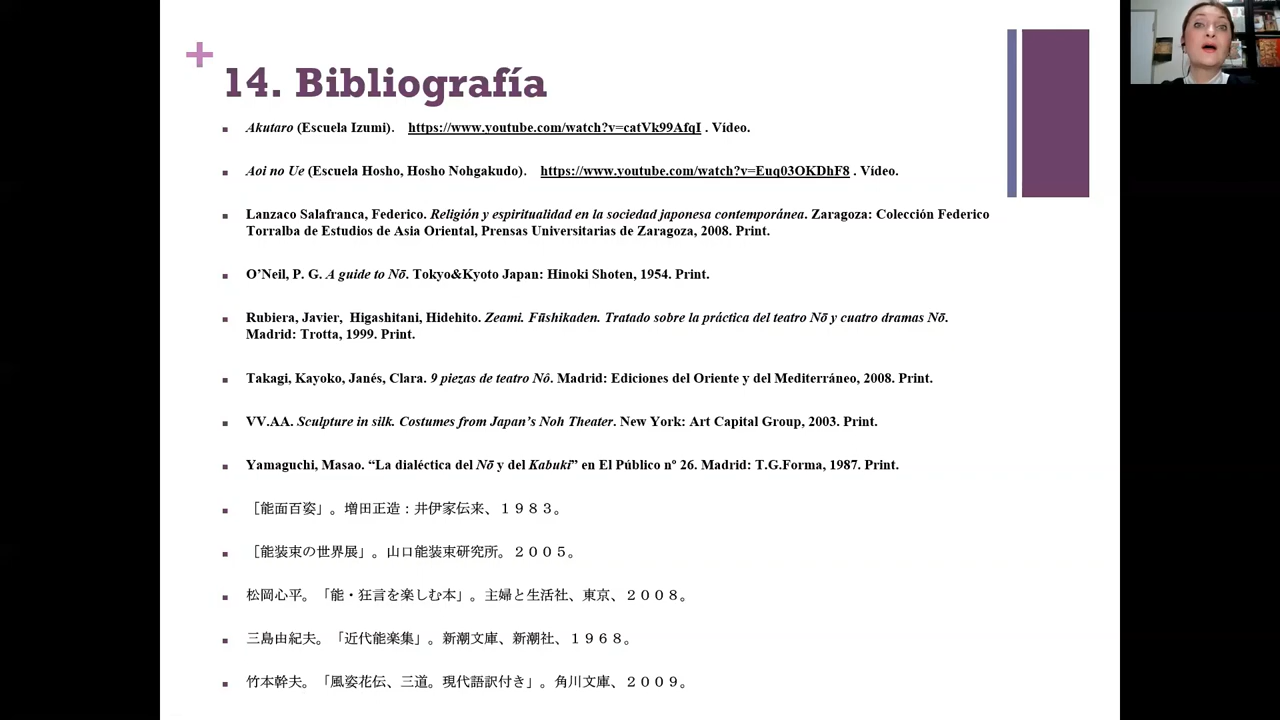 14. Bibliografía
Akutaro (Escuela Izumi). https://www.youtube.com/watch?v=catVk99AfqI . Vídeo.
Aoi no Ue (Escuela Hosho, Hosho Nohgakudo). https://www.youtube.com/watch?v=Euq03OKDhF8 . Vídeo.
Lanzaco Salafranca, Federico. Religión y espiritualidad en la sociedad japonesa contemporánea. Zaragoza: Colección Federico
Torralba de Estudios de Asia Oriental, Prensas Universitarias de Zaragoza, 2008. Print.
O’Neil, P. G. A guide to Nō. Tokyo&Kyoto Japan: Hinoki Shoten, 1954. Print.
Rubiera, Javier, Higashitani, Hidehito. Zeami. Fūshikaden. Tratado sobre la práctica del teatro Nō y cuatro dramas Nō.
Madrid: Trotta, 1999. Print.
Takagi, Kayoko, Janés, Clara. 9 piezas de teatro Nô. Madrid: Ediciones del Oriente y del Mediterráneo, 2008. Print.
VV.AA. Sculpture in silk. Costumes from Japan’s Noh Theater. New York: Art Capital Group, 2003. Print.
Yamaguchi, Masao. “La dialéctica del Nō y del Kabuki” en El Público nº 26. Madrid: T.G.Forma, 1987. Print.
［能面百姿」。増田正造：井伊家伝来、１９８３。
［能装束の世界展」。山口能装束研究所。２００５。
松岡心平。「能・狂言を楽しむ本」。主婦と生活社、東京、２００８。
三島由紀夫。「近代能楽集」。新潮文庫、新潮社、１９６８。
竹本幹夫。「風姿花伝、三道。現代語訳付き」。角川文庫、２００９。